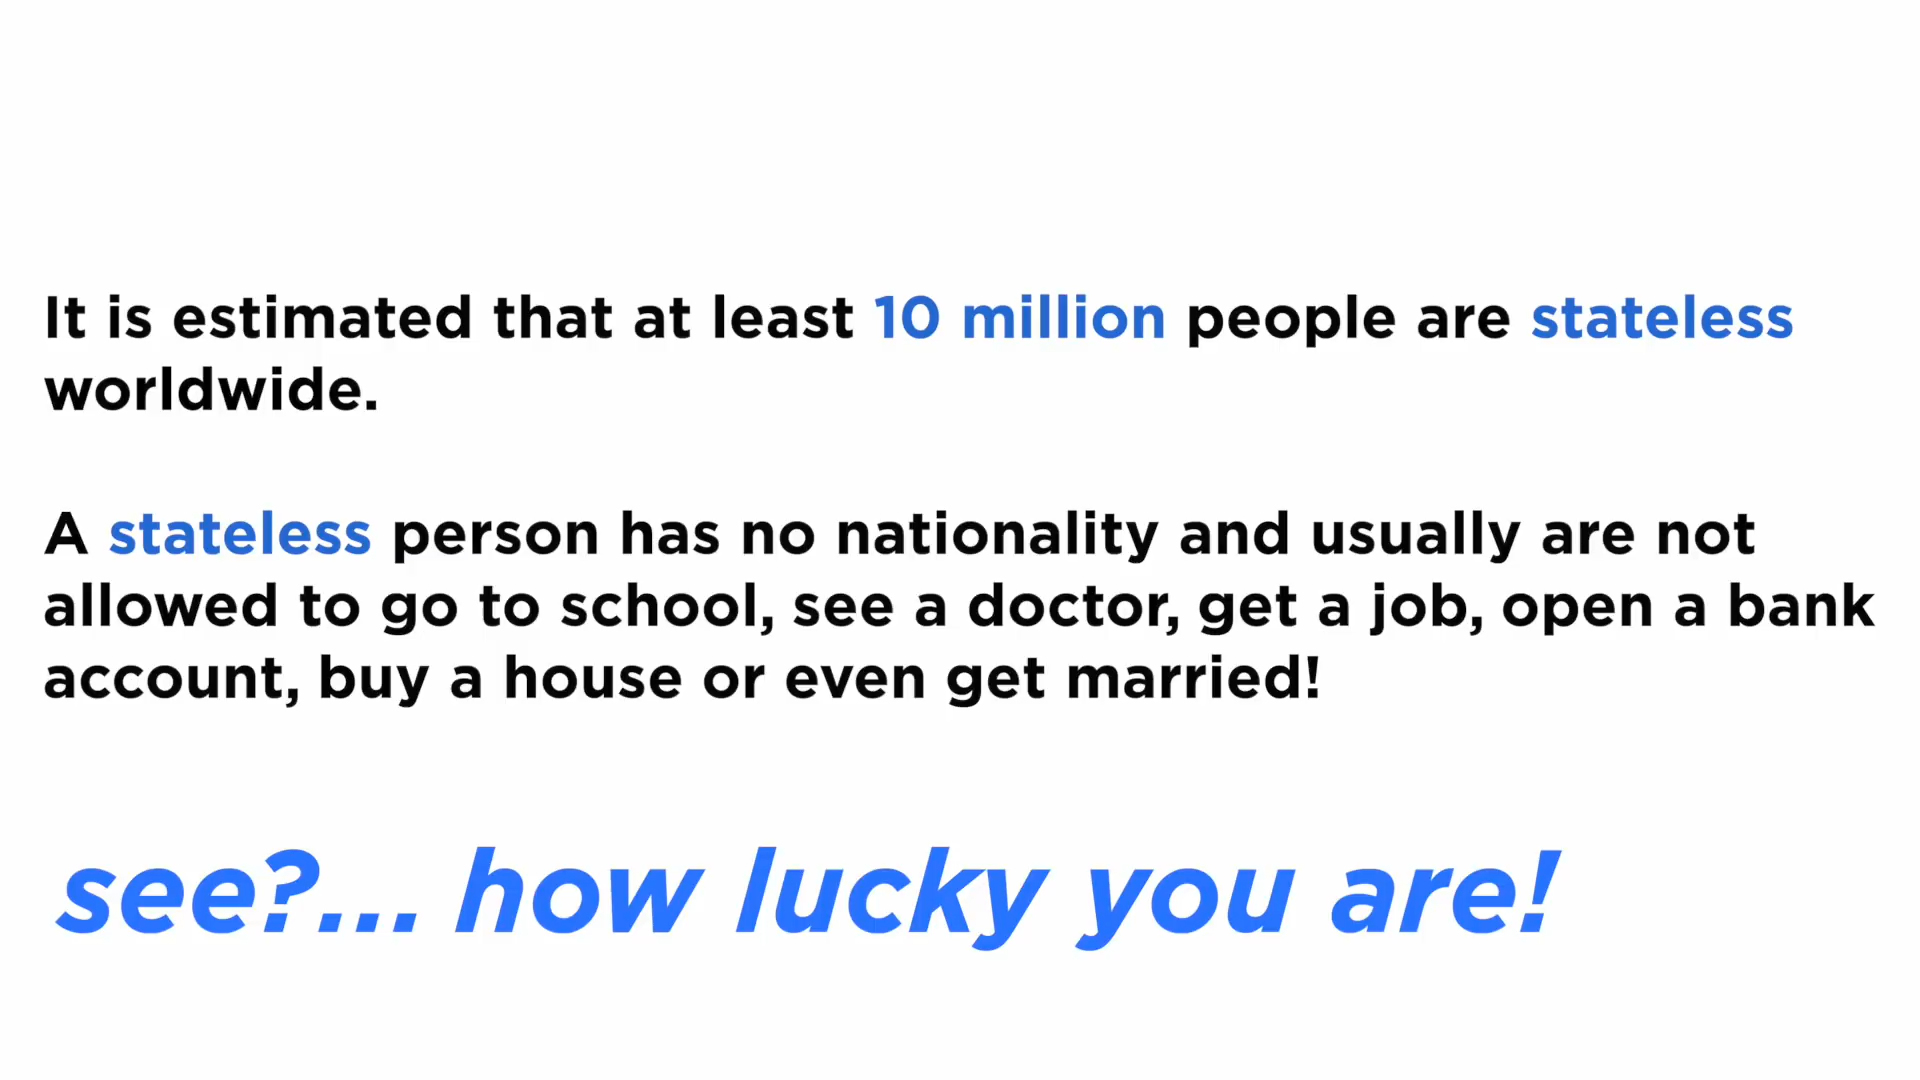 It is estimated that at least 10 million people are stateless
worldwide.
A stateless person has no nationality and usually are not
allowed to go to school, see a doctor, get a job, open a bank
account, buy a house or even get married!
see?... how lucky you are!